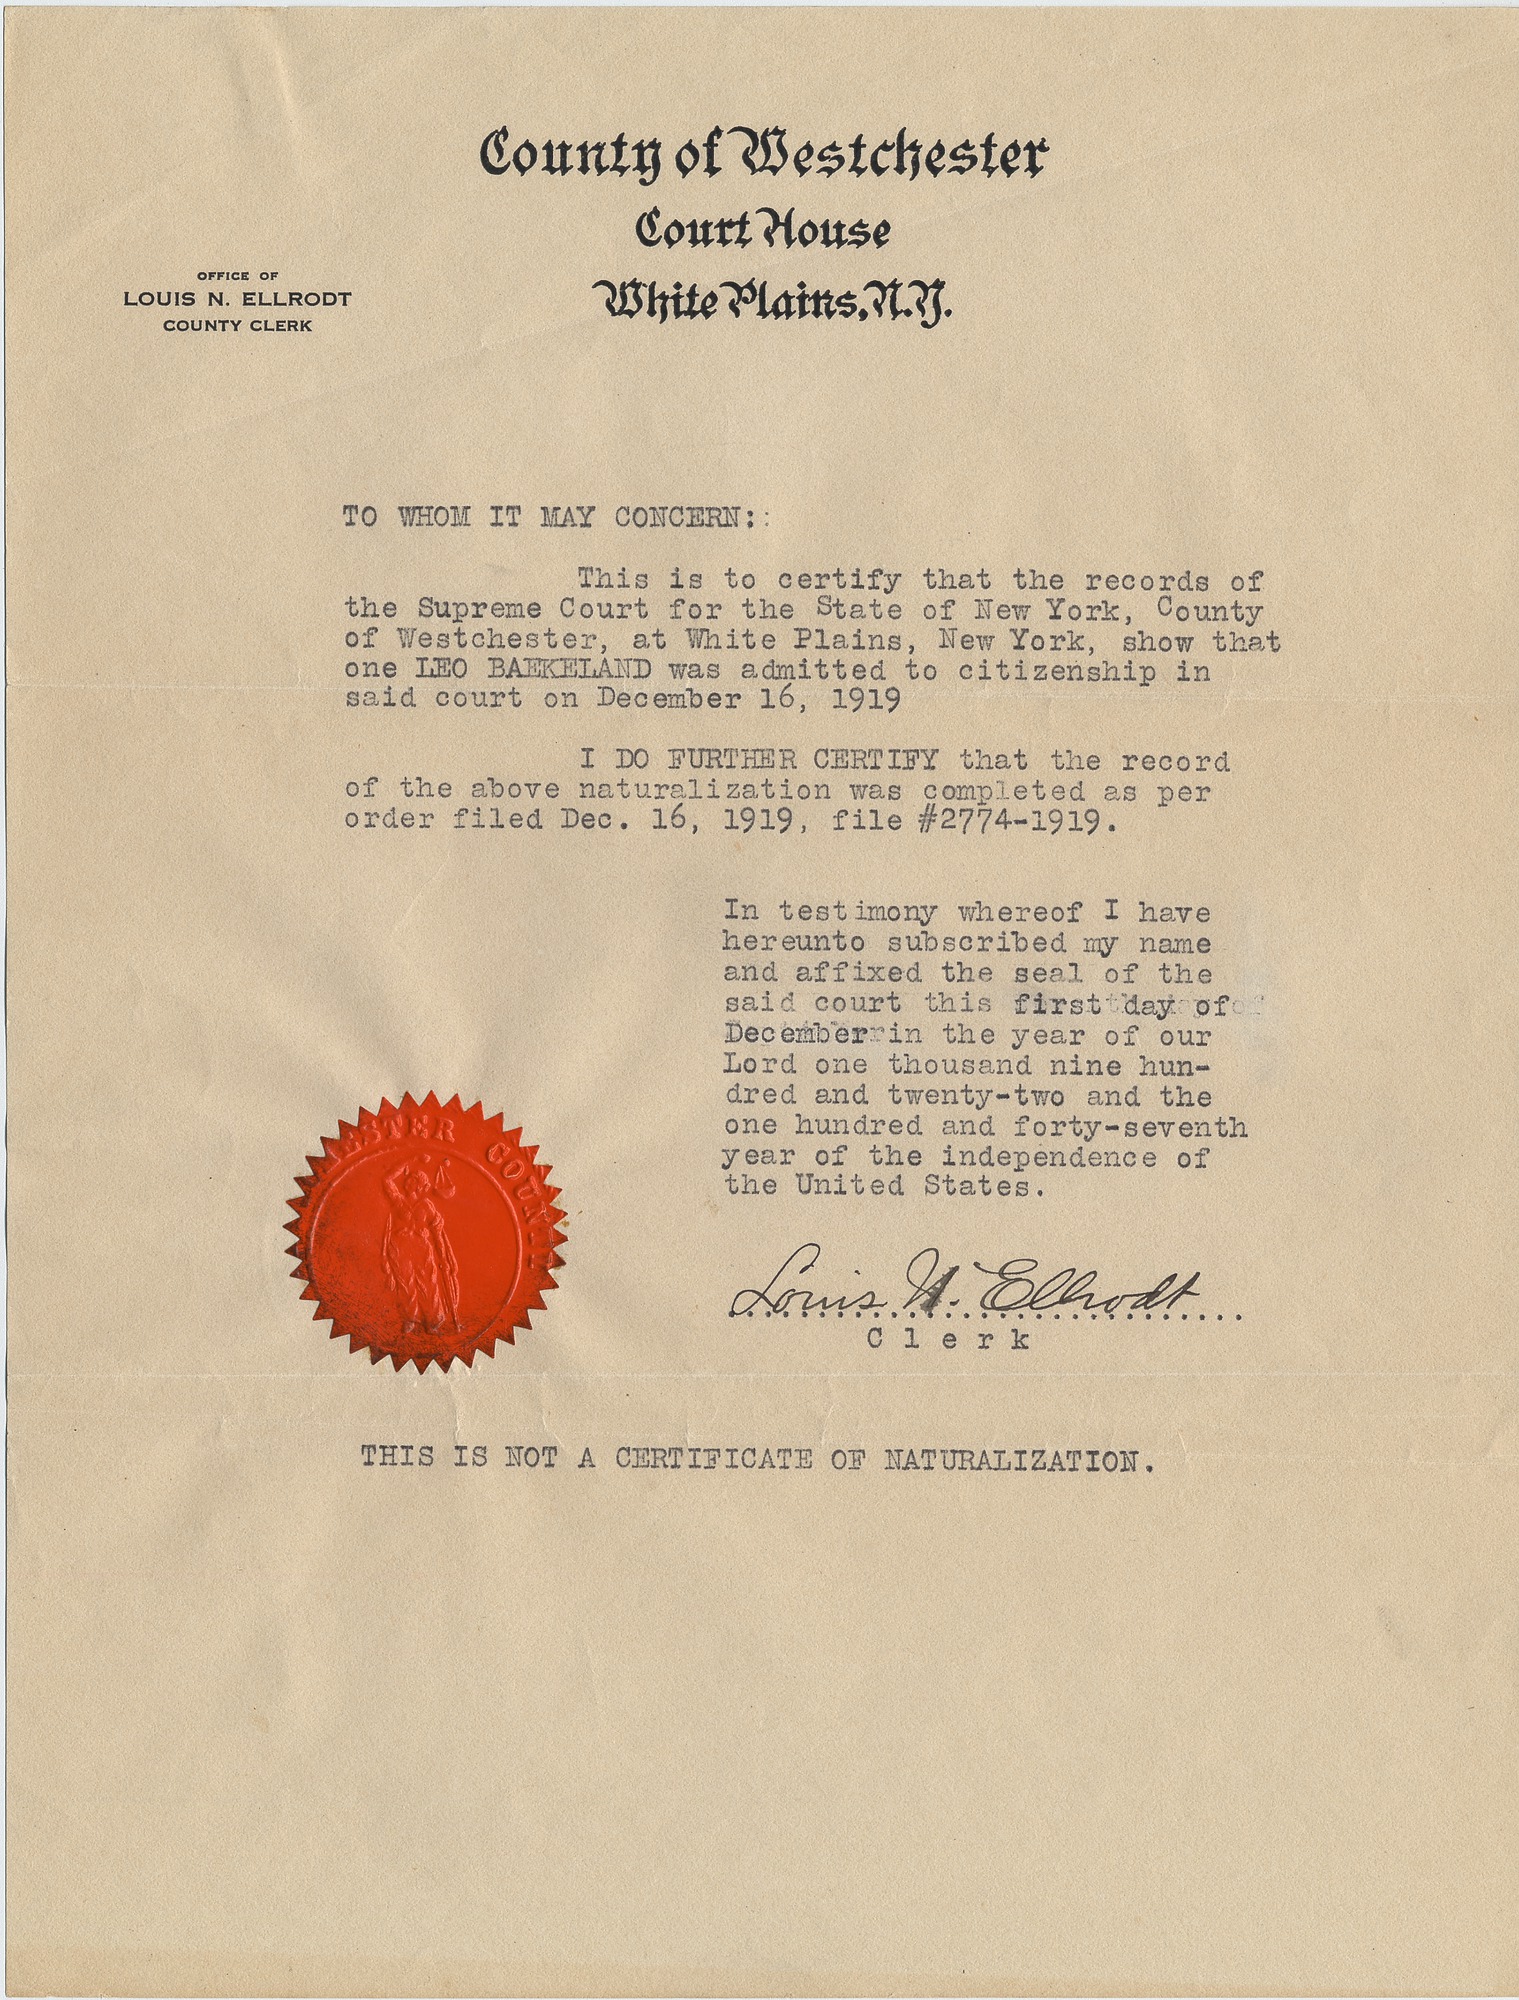 County of Westchester
Court House
White Plains, N.Y.
OFFICE OF
LOUIS N. ELLRODT
COUNTY CLERK
TO WHOM IT MAY CONCERN::
This is to certify that the records of
the Supreme Court for the State of New York, County
of Westchester, at White Plains, New York, show that
one LEO BAEKELAND was admitted to citizenship in
said court on December 16, 1919
I DO FURTHER CERTIFY that the record
of the above naturalization was completed as per
order filed Dec. 16, 1919, file #2774-1919.
In testimony whereof I have
hereunto subscribed my name
and affixed the seal of the
said court this first day of
December in the year of our
Lord one thousand nine hun-
dred and twenty-two and the
one hundred and forty-seventh
year of the independence of
the United States.
Louis N. Ellrodt
Clerk
COUNTY
THIS IS NOT A CERTIFICATE OF NATURALIZATION.